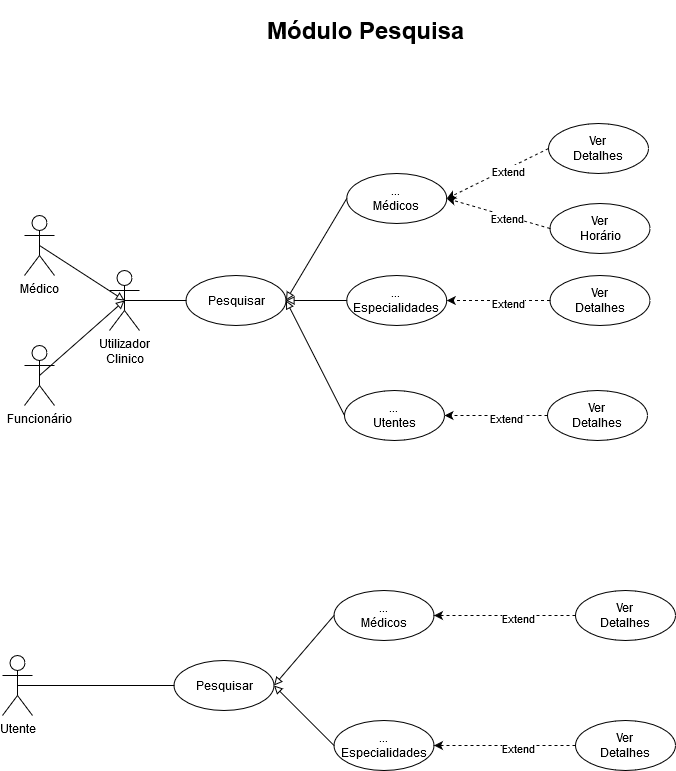 Módulo Pesquisa
Ver
Detalhes
Extend
...
Médicos
Extend
Ver
Horário
Médico
Pesquisar
...
Especialidades
Extend
Ver
Detalhes
Utilizador
Clinico
Funcionário
...
Utentes
Extend
Ver
Detalhes
...
Médicos
Extend
Ver
Detalhes
Utente
Pesquisar
...
Especialidades
Extend
Ver
Detalhes